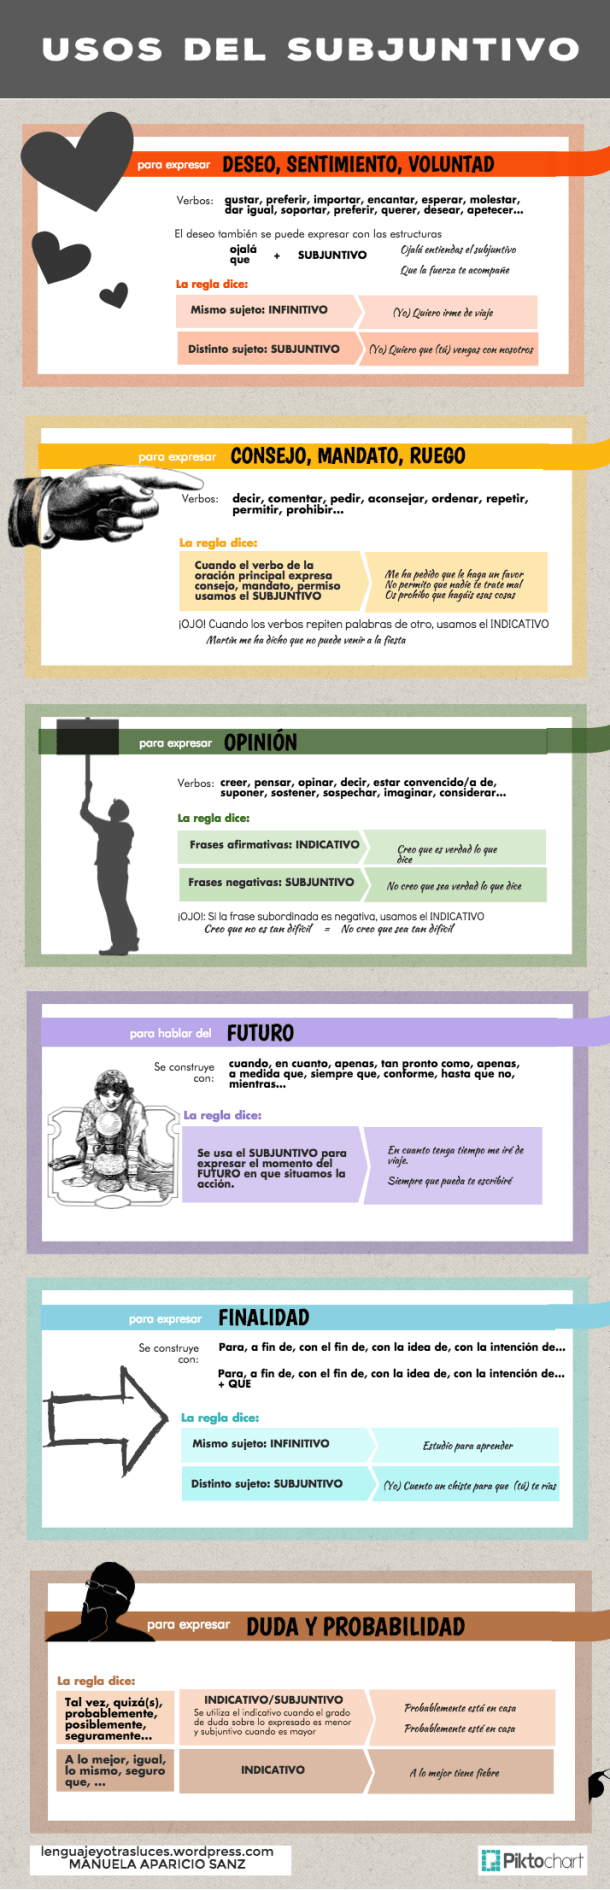 USOS DEL SUBJUNTIVO
para expresar DESEO, SENTIMIENTO, VOLUNTAD
Verbos: gustar, preferir, importar, encantar, esperar, molestar,
dar igual, soportar, preferir, querer, desear, apetecer...
El deseo también se puede expresar con las estructuras
ojalá
que
+ SUBJUNTIVO
Ojalá entiendas el subjuntivo
Que la fuerza te acompañe
La regla dice:
Mismo sujeto: INFINITIVO
(Yo) Quiero irme de viaje
Distinto sujeto: SUBJUNTIVO
(Yo) Quiero que (tú) vengas con nosotros
para expresar CONSEJO, MANDATO, RUEGO
Verbos: decir, comentar, pedir, aconsejar, ordenar, repetir,
permitir, prohibir...
La regla dice:
Cuando el verbo de la
oración principal expresa
consejo, mandato, permiso
usamos el SUBJUNTIVO
Me ha pedido que le haga un favor
No permito que nadie te trate mal
Os prohíbo que hagáis esas cosas
¡OJO! Cuando los verbos repiten palabras de otro, usamos el INDICATIVO
Martín me ha dicho que no puede venir a la fiesta
para expresar OPINIÓN
Verbos: creer, pensar, opinar, decir, estar convencido/a de,
suponer, sostener, sospechar, imaginar, considerar...
La regla dice:
Frases afirmativas: INDICATIVO
Creo que es verdad lo que
dice
Frases negativas: SUBJUNTIVO
No creo que sea verdad lo que dice
¡OJO!: Si la frase subordinada es negativa, usamos el INDICATIVO
Creo que no es tan difícil = No creo que sea tan difícil
para hablar del FUTURO
Se construye
con:
cuando, en cuanto, apenas, tan pronto como, apenas,
a medida que, siempre que, conforme, hasta que no,
mientras...
La regla dice:
Se usa el SUBJUNTIVO para
expresar el momento del
FUTURO en que situamos la
acción.
En cuanto tenga tiempo me iré de
viaje.
Siempre que pueda te escribiré
para expresar FINALIDAD
Se construye
con:
Para, a fin de, con el fin de, con la idea de, con la intención de...
Para, a fin de, con el fin de, con la idea de, con la intención de...
+ QUE
La regla dice:
Mismo sujeto: INFINITIVO
Estudio para aprender
Distinto sujeto: SUBJUNTIVO
(Yo) Cuento un chiste para que (tú) te rías
para expresar DUDA Y PROBABILIDAD
La regla dice:
Tal vez, quizá(s),
probablemente,
posiblemente,
seguramente...
INDICATIVO/SUBJUNTIVO
Se utiliza el indicativo cuando el grado
de duda sobre lo expresado es menor
y subjuntivo cuando es mayor
Probablemente está en casa
Probablemente esté en casa
A lo mejor, igual,
lo mismo, seguro
que, ...
INDICATIVO
A lo mejor tiene fiebre
lenguajeyotrasluces.wordpress.com
MANUELA APARICIO SANZ
Piktochart